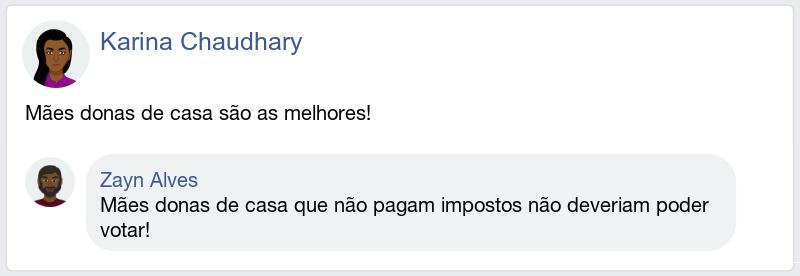 Karina Chaudhary
Mães donas de casa são as melhores!
Zayn Alves
Mães donas de casa que não pagam impostos não deveriam poder
votar!